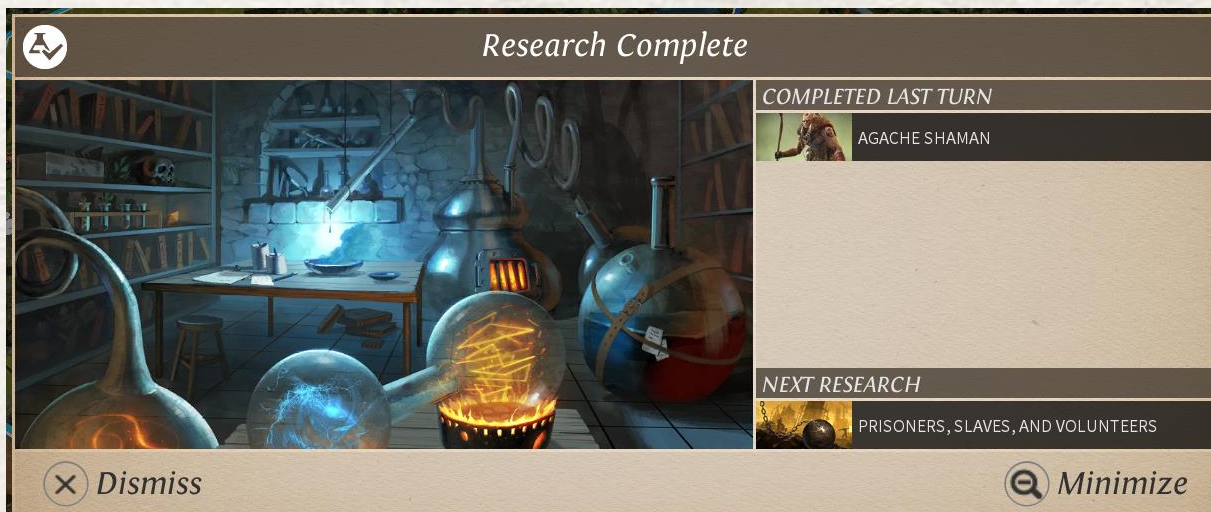 Research Complete
COMPLETED LAST TURN
AGACHE SHAMAN
NEXT RESEARCH
PRISONERS, SLAVES, AND VOLUNTEERS
Dismiss
Minimize